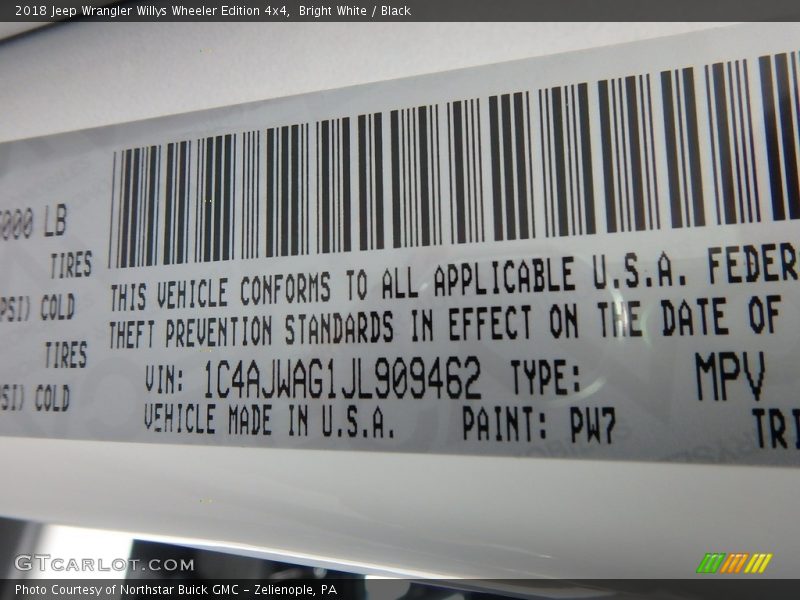 2018 Jeep Wrangler Willys Wheeler Edition 4x4, Bright White / Black
000 LB
TIRES
PSI) COLD
TIRES
SI) COLD
THIS VEHICLE CONFORMS TO ALL APPLICABLE U.S.A. FEDER
THEFT PREVENTION STANDARDS IN EFFECT ON THE DATE OF
VIN: 1C4AJWAG1JL909462 TYPE: MPV
VEHICLE MADE IN U.S.A. PAINT: PW7 TRI
GTcarlot.com
Photo Courtesy of Northstar Buick GMC - Zelienople, PA